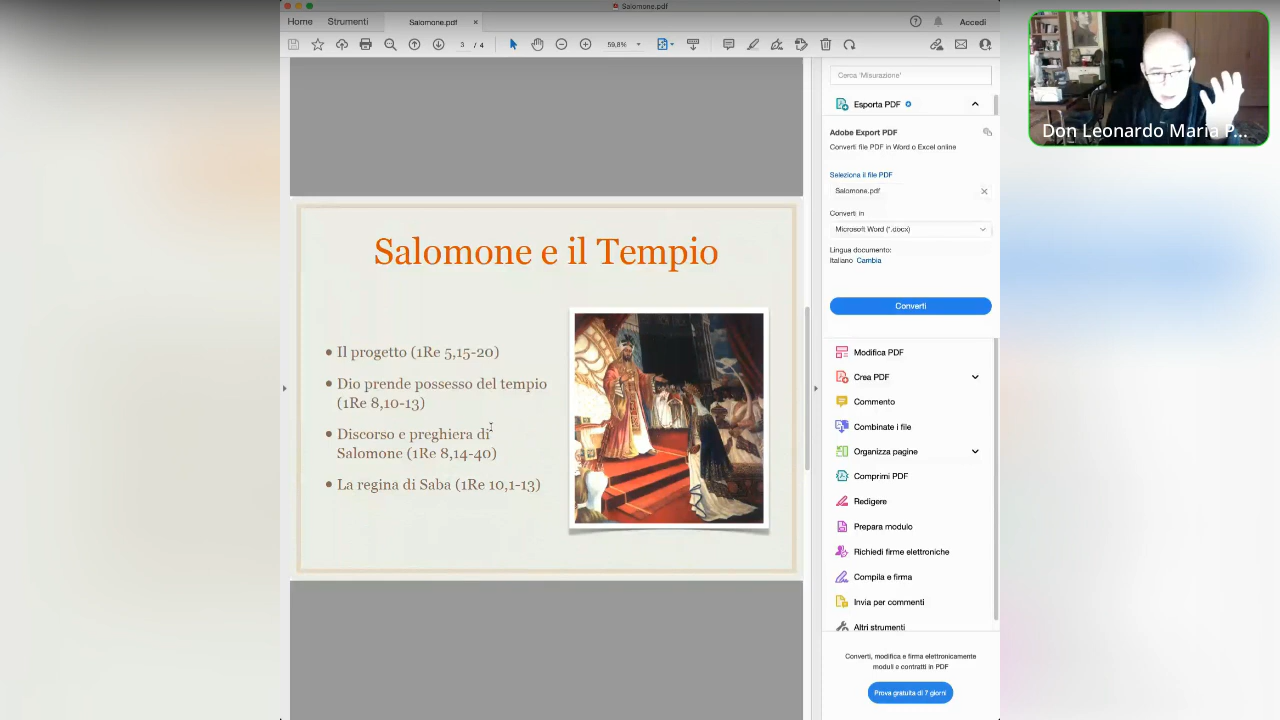 Salomone.pdf
Home Strumenti Salomone.pdf × Accedi
3 / 4 59,8%
Cerca 'Misurazione'
Esporta PDF
Adobe Export PDF
Converti file PDF in Word o Excel online
Seleziona il file PDF
Salomone.pdf
Converti in
Microsoft Word (*.docx)
Lingua documento:
Italiano Cambia
Converti
Modifica PDF
Crea PDF
Commento
Combinate i file
Organizza pagine
Comprimi PDF
Redigere
Prepara modulo
Richiedi firme elettroniche
Compila e firma
Invia per commenti
Altri strumenti
Converti, modifica e firma elettronicamente
moduli e contratti in PDF
Prova gratuita di 7 giorni
Salomone e il Tempio
• Il progetto (1Re 5,15-20)
• Dio prende possesso del tempio
(1Re 8,10-13)
• Discorso e preghiera di
Salomone (1Re 8,14-40)
• La regina di Saba (1Re 10,1-13)
Don Leonardo Maria P...